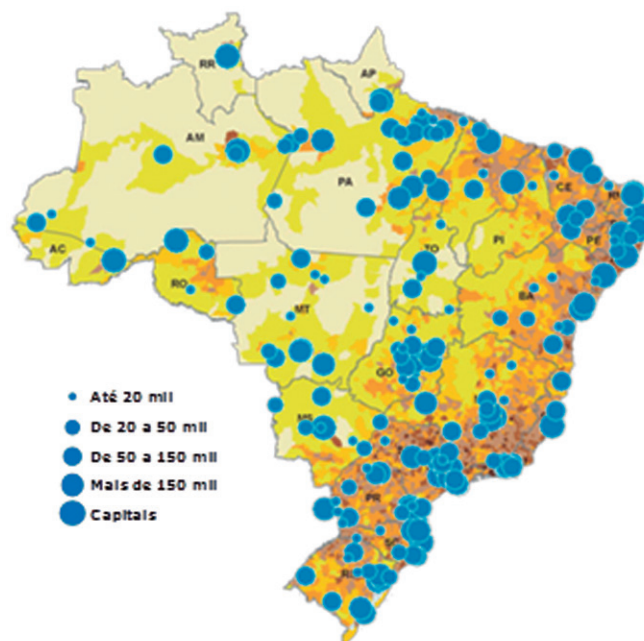 RR
AP
AM
PA
CE
RN
AC
PI
PE
TO
RO
BA
MT
GO
MS
Até 20 mil
De 20 a 50 mil
De 50 a 150 mil
Mais de 150 mil
Capitais
PR
SC